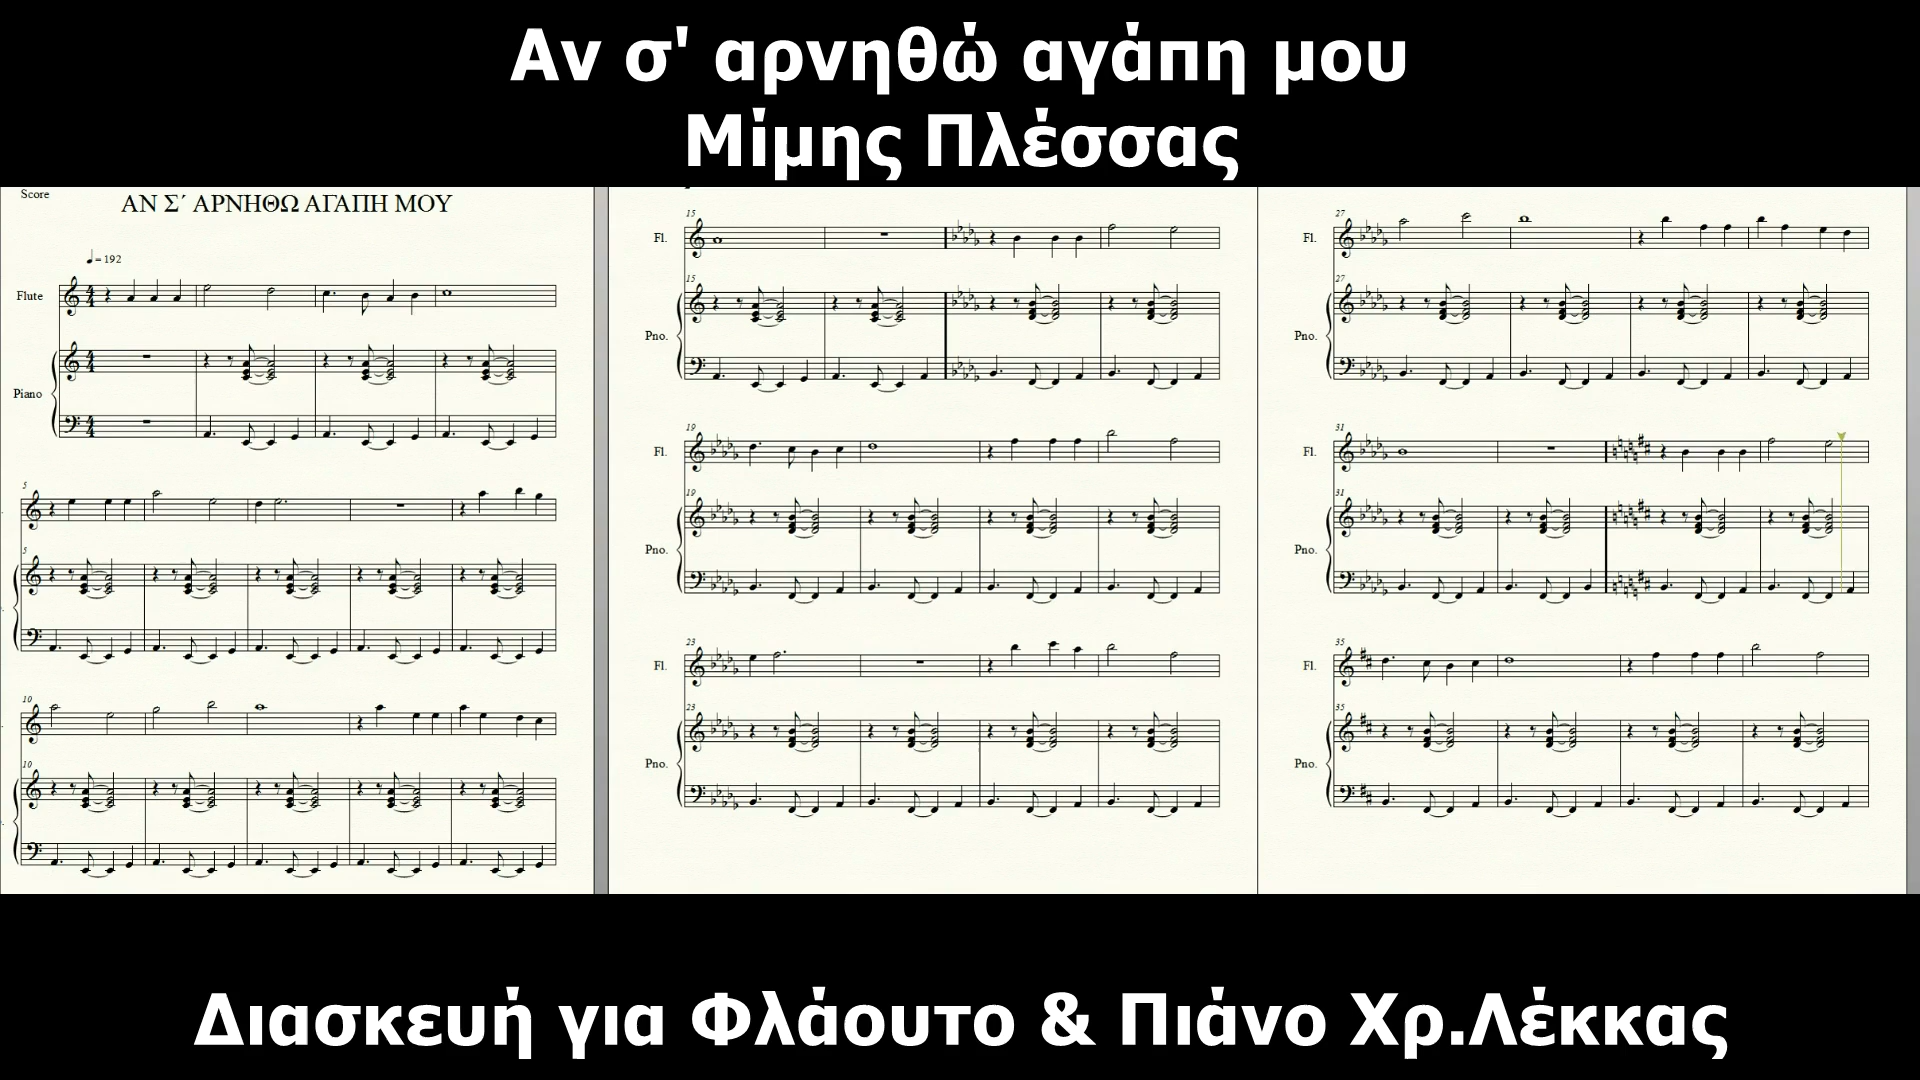 Αν σ' αρνηθώ αγάπη μου
Μίμης Πλέσσας
Score
ΑΝ Σ΄ ΑΡΝΗΘΩ ΑΓΑΠΗ ΜΟΥ
= 192
Flute
Piano
5
5
10
10
15
Fl.
15
Pno.
19
Fl.
19
Pno.
23
Fl.
23
Pno.
27
Fl.
27
Pno.
31
Fl.
31
Pno.
35
Fl.
35
Pno.
Διασκευή για Φλάουτο & Πιάνο Χρ.Λέκκας